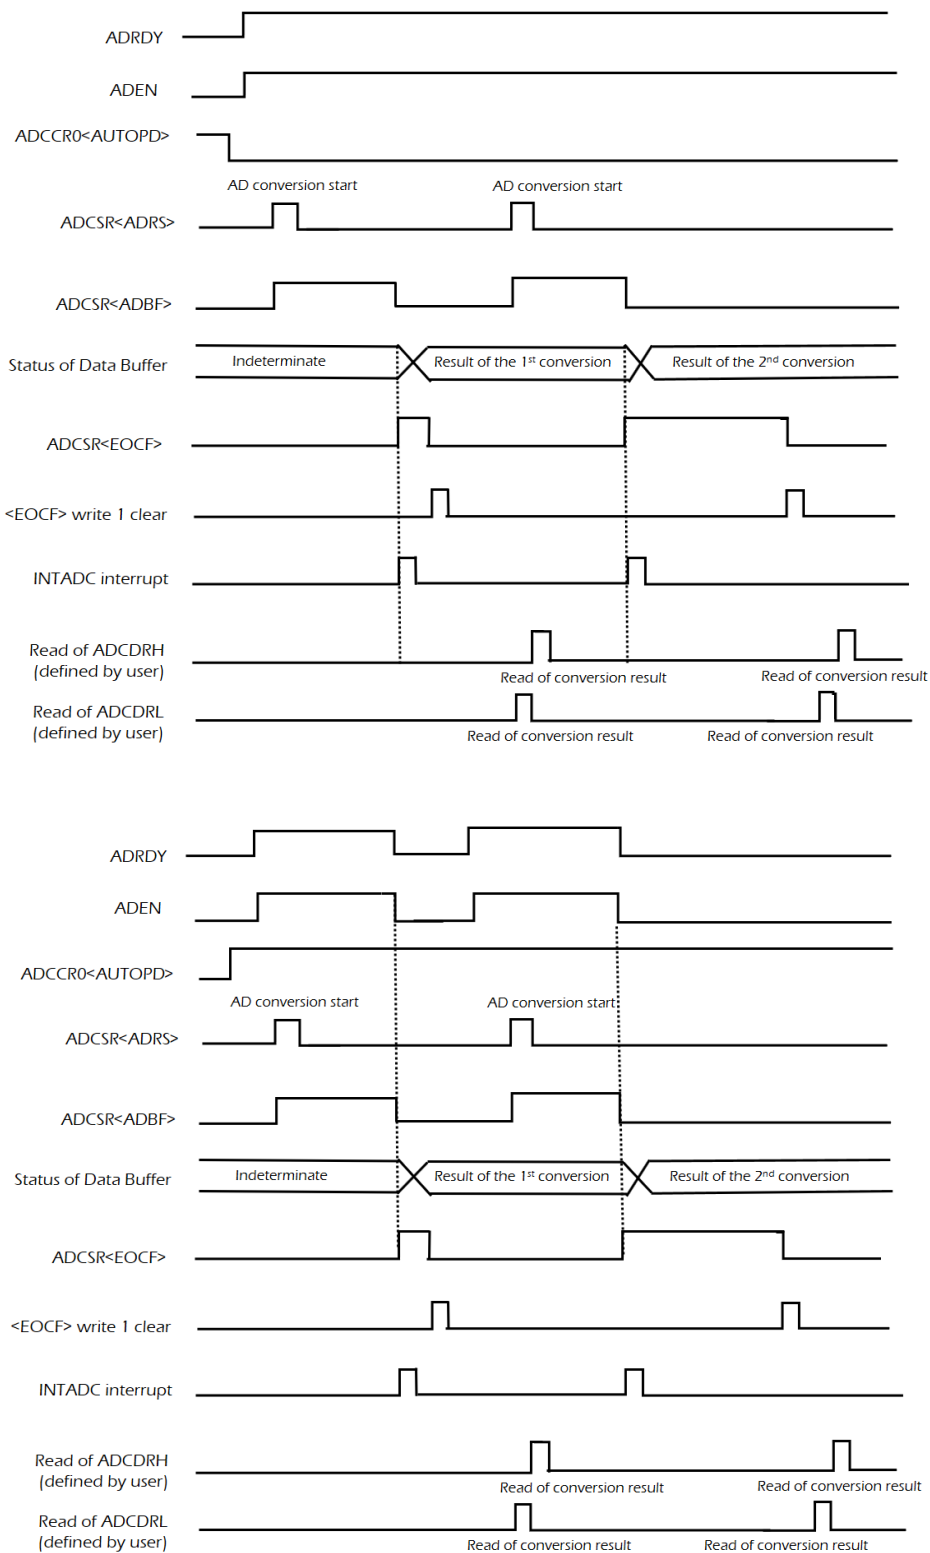 ADRDY
ADEN
ADCCR0<AUTOPD>
AD conversion start AD conversion start
ADCSR<ADRS>
ADCSR<ADBF>
Status of Data Buffer Indeterminate Result of the 1st conversion Result of the 2nd conversion
ADCSR<EOCF>
<EOCF> write 1 clear
INTADC interrupt
Read of ADCDRH
(defined by user)
Read of conversion result Read of conversion result
Read of ADCDRL
(defined by user)
Read of conversion result Read of conversion result
ADRDY
ADEN
ADCCR0<AUTOPD>
AD conversion start AD conversion start
ADCSR<ADRS>
ADCSR<ADBF>
Status of Data Buffer Indeterminate Result of the 1st conversion Result of the 2nd conversion
ADCSR<EOCF>
<EOCF> write 1 clear
INTADC interrupt
Read of ADCDRH
(defined by user)
Read of conversion result Read of conversion result
Read of ADCDRL
(defined by user)
Read of conversion result Read of conversion result